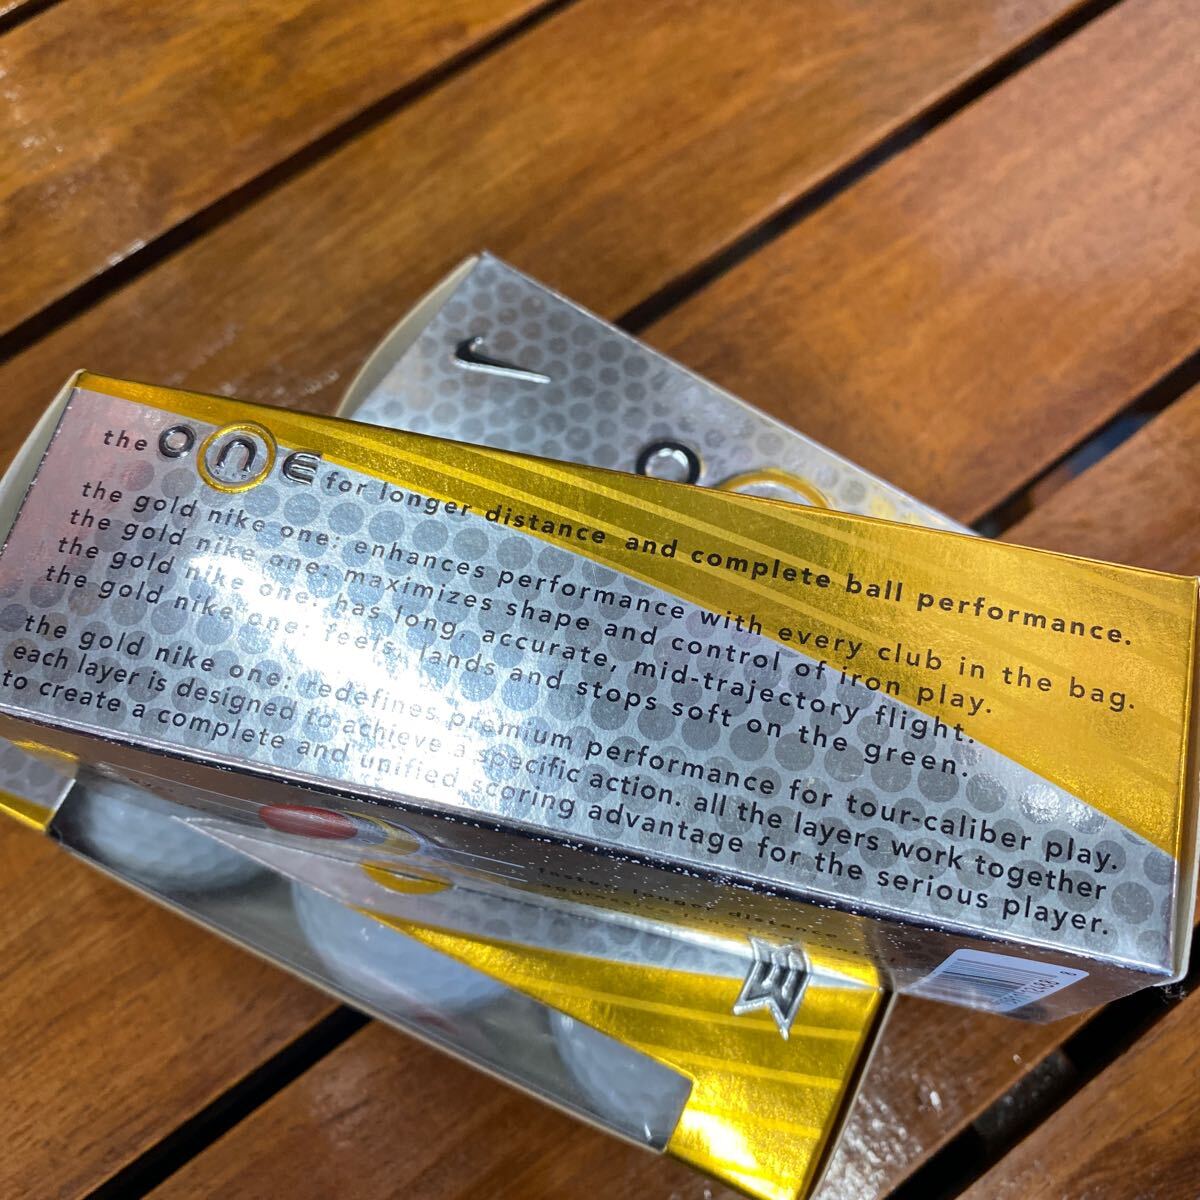 the one for longer distance and complete ball performance.
the gold nike one: enhances performance with every club in the bag.
the gold nike one: maximizes shape and control of iron play.
the gold nike one: has long, accurate, mid-trajectory flight.
the gold nike one: feels, lands and stops soft on the green.
the gold nike one: redefines premium performance for tour-caliber play.
each layer is designed to achieve a specific action. all the layers work together
to create a complete and unified scoring advantage for the serious player.
faster, longer distance